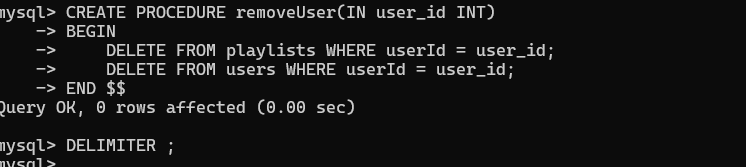 mysql> CREATE PROCEDURE removeUser(IN user_id INT)
    -> BEGIN
    ->     DELETE FROM playlists WHERE userId = user_id;
    ->     DELETE FROM users WHERE userId = user_id;
    -> END $$
Query OK, 0 rows affected (0.00 sec)

mysql> DELIMITER ;
mysql>